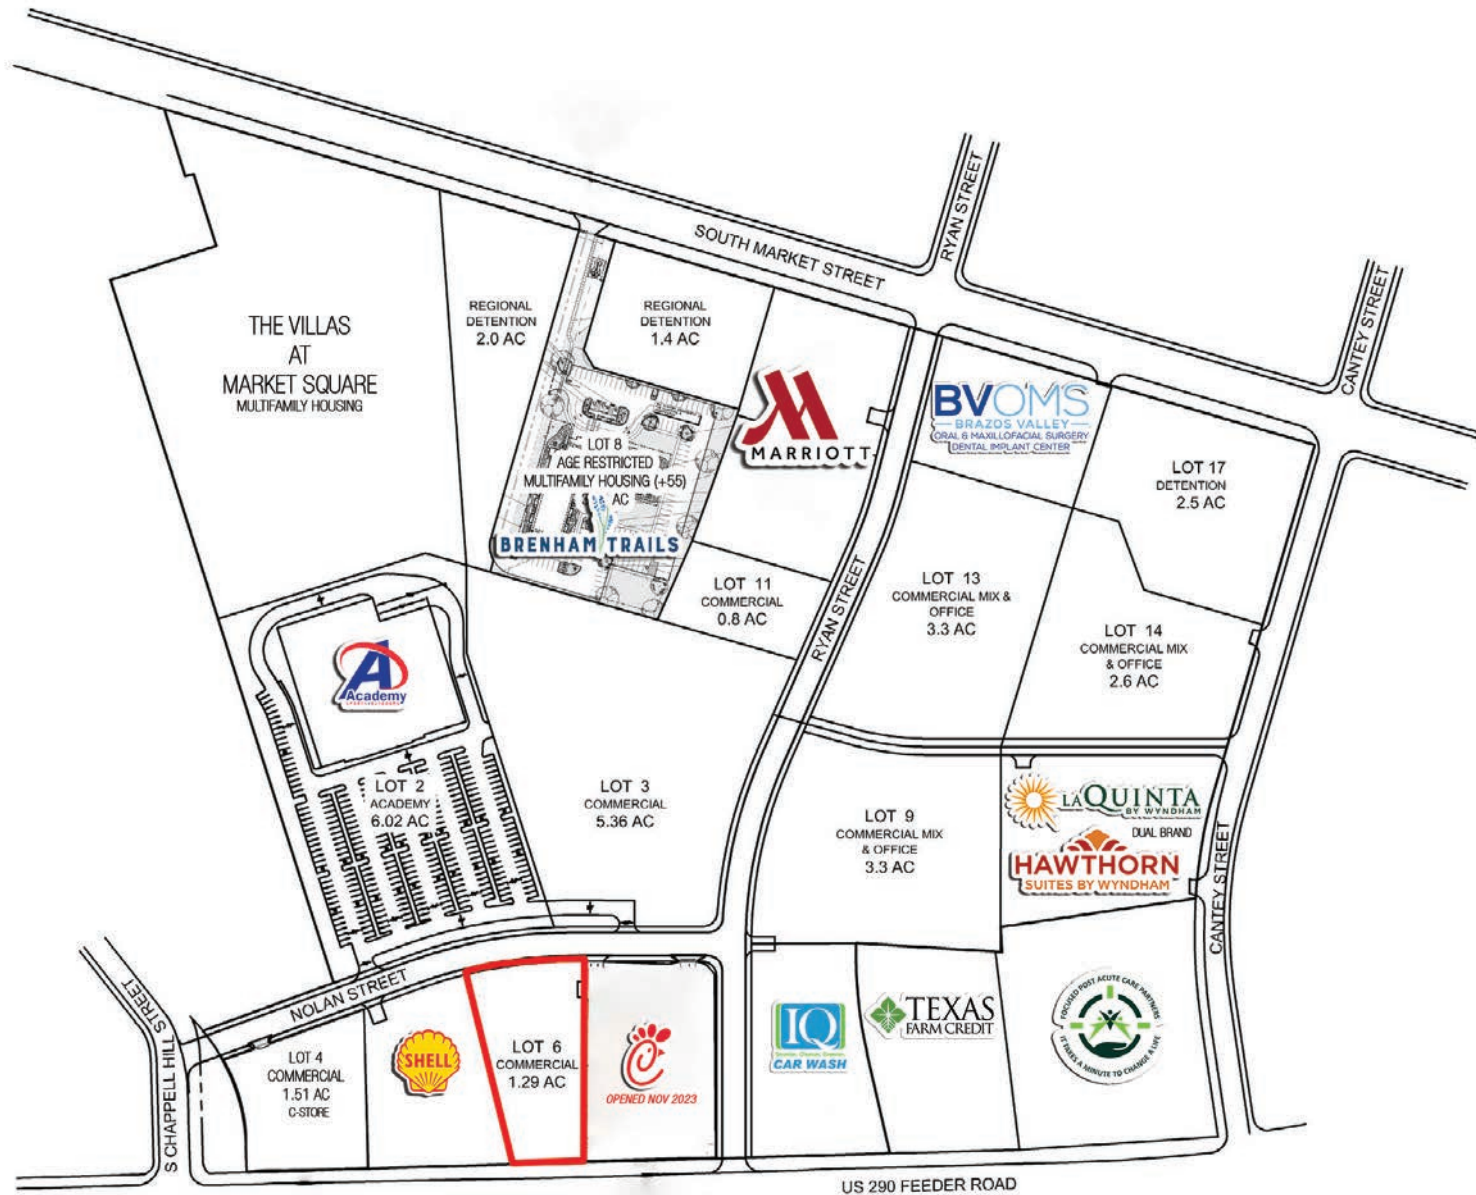 SOUTH MARKET STREET
RYAN STREET
CANTEY STREET
THE VILLAS
AT
MARKET SQUARE
MULTIFAMILY HOUSING
REGIONAL
DETENTION
2.0 AC
REGIONAL
DETENTION
1.4 AC
LOT 8
AGE RESTRICTED
MULTIFAMILY HOUSING (+55)
AC
BRENHAM TRAILS
MARRIOTT
BVOMS
BRAZOS VALLEY
ORAL & MAXILLOFACIAL SURGERY
DENTAL IMPLANT CENTER
LOT 17
DETENTION
2.5 AC
LOT 11
COMMERCIAL
0.8 AC
RYAN STREET
LOT 13
COMMERCIAL MIX &
OFFICE
3.3 AC
LOT 14
COMMERCIAL MIX
& OFFICE
2.6 AC
Academy
LOT 2
ACADEMY
6.02 AC
LOT 3
COMMERCIAL
5.36 AC
LOT 9
COMMERCIAL MIX
& OFFICE
3.3 AC
LAQUINTA
BY WYNDHAM
DUAL BRAND
HAWTHORN
SUITES BY WYNDHAM
CANTEY STREET
S CHAPPELL HILL STREET
NOLAN STREET
LOT 4
COMMERCIAL
1.51 AC
C-STORE
SHELL
LOT 6
COMMERCIAL
1.29 AC
OPENED NOV 2023
IQ
CAR WASH
TEXAS
FARM CREDIT
FOCUSED POST ACUTE CARE PARTNERS
IT TAKES A MINUTE TO CHANGE A LIFE
US 290 FEEDER ROAD